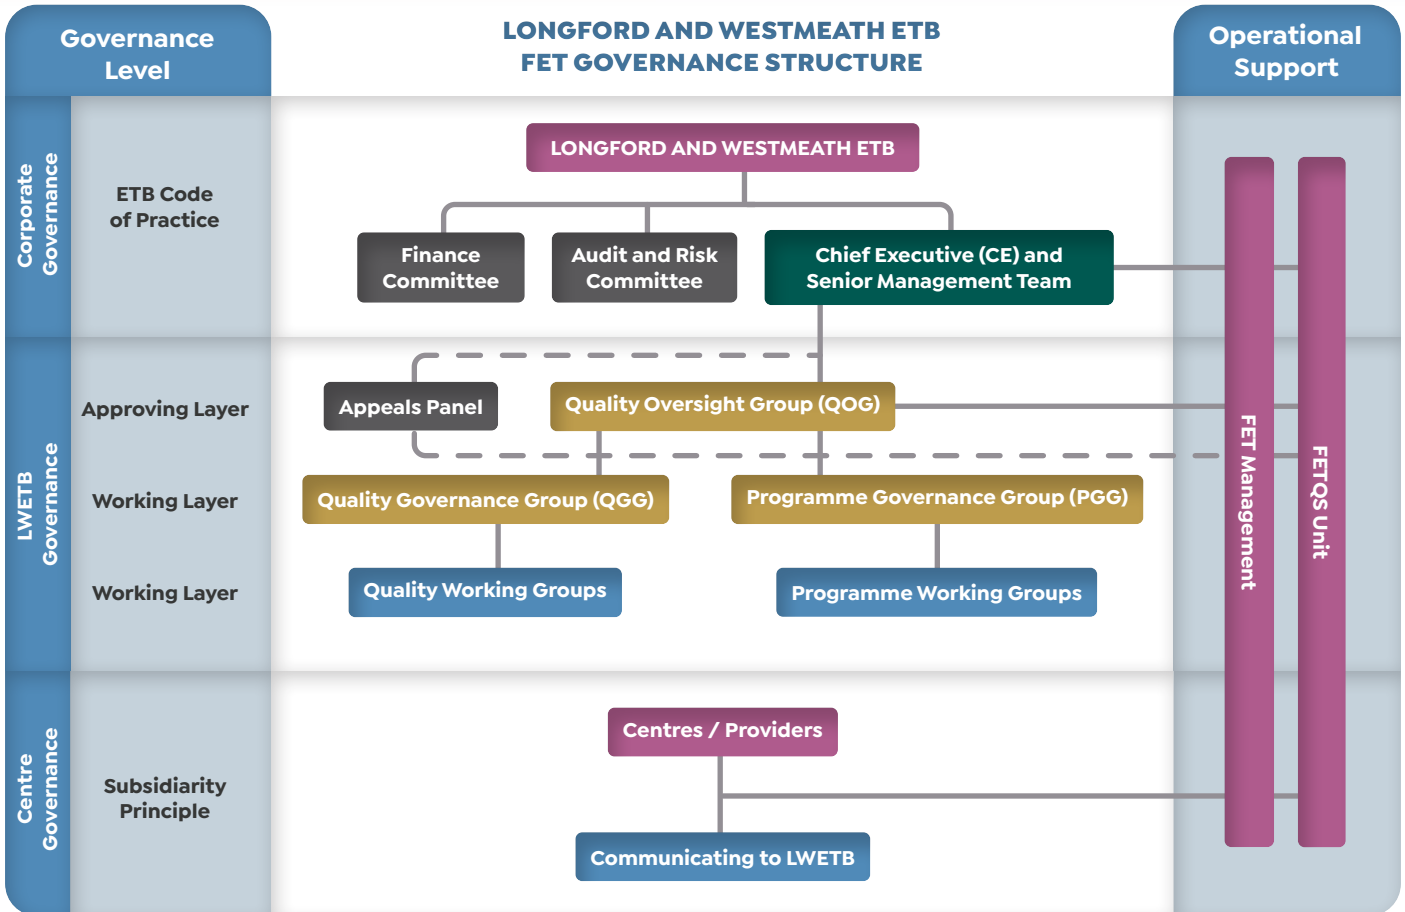 Governance
Level
LONGFORD AND WESTMEATH ETB
FET GOVERNANCE STRUCTURE
Operational
Support
Corporate
Governance
ETB Code
of Practice
LONGFORD AND WESTMEATH ETB
Finance
Committee
Audit and Risk
Committee
Chief Executive (CE) and
Senior Management Team
LWETB
Governance
Approving Layer
Appeals Panel
Quality Oversight Group (QOG)
Working Layer
Quality Governance Group (QGG)
Programme Governance Group (PGG)
Working Layer
Quality Working Groups
Programme Working Groups
FET Management
FETQS Unit
Centre
Governance
Subsidiarity
Principle
Centres / Providers
Communicating to LWETB